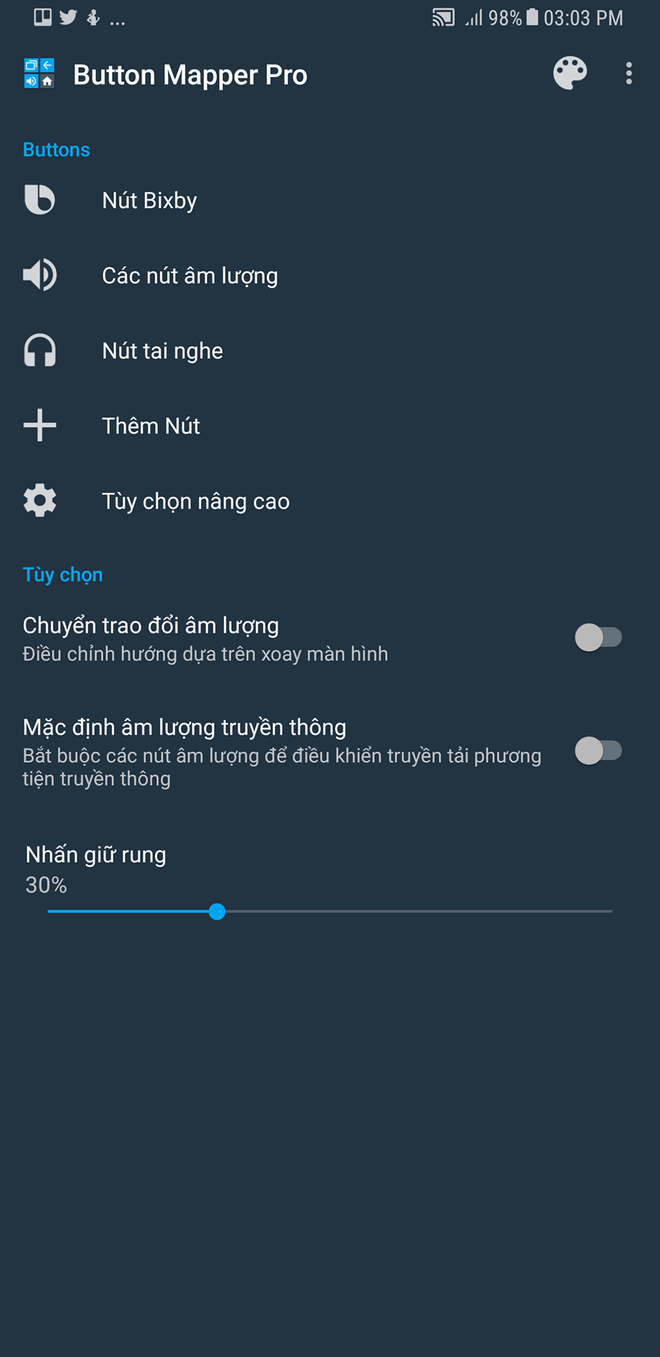 ... 98% 03:03 PM
Button Mapper Pro
Buttons
Nút Bixby
Các nút âm lượng
Nút tai nghe
Thêm Nút
Tùy chọn nâng cao
Tùy chọn
Chuyển trao đổi âm lượng
Điều chỉnh hướng dựa trên xoay màn hình
Mặc định âm lượng truyền thông
Bắt buộc các nút âm lượng để điều khiển truyền tải phương
tiện truyền thông
Nhấn giữ rung
30%